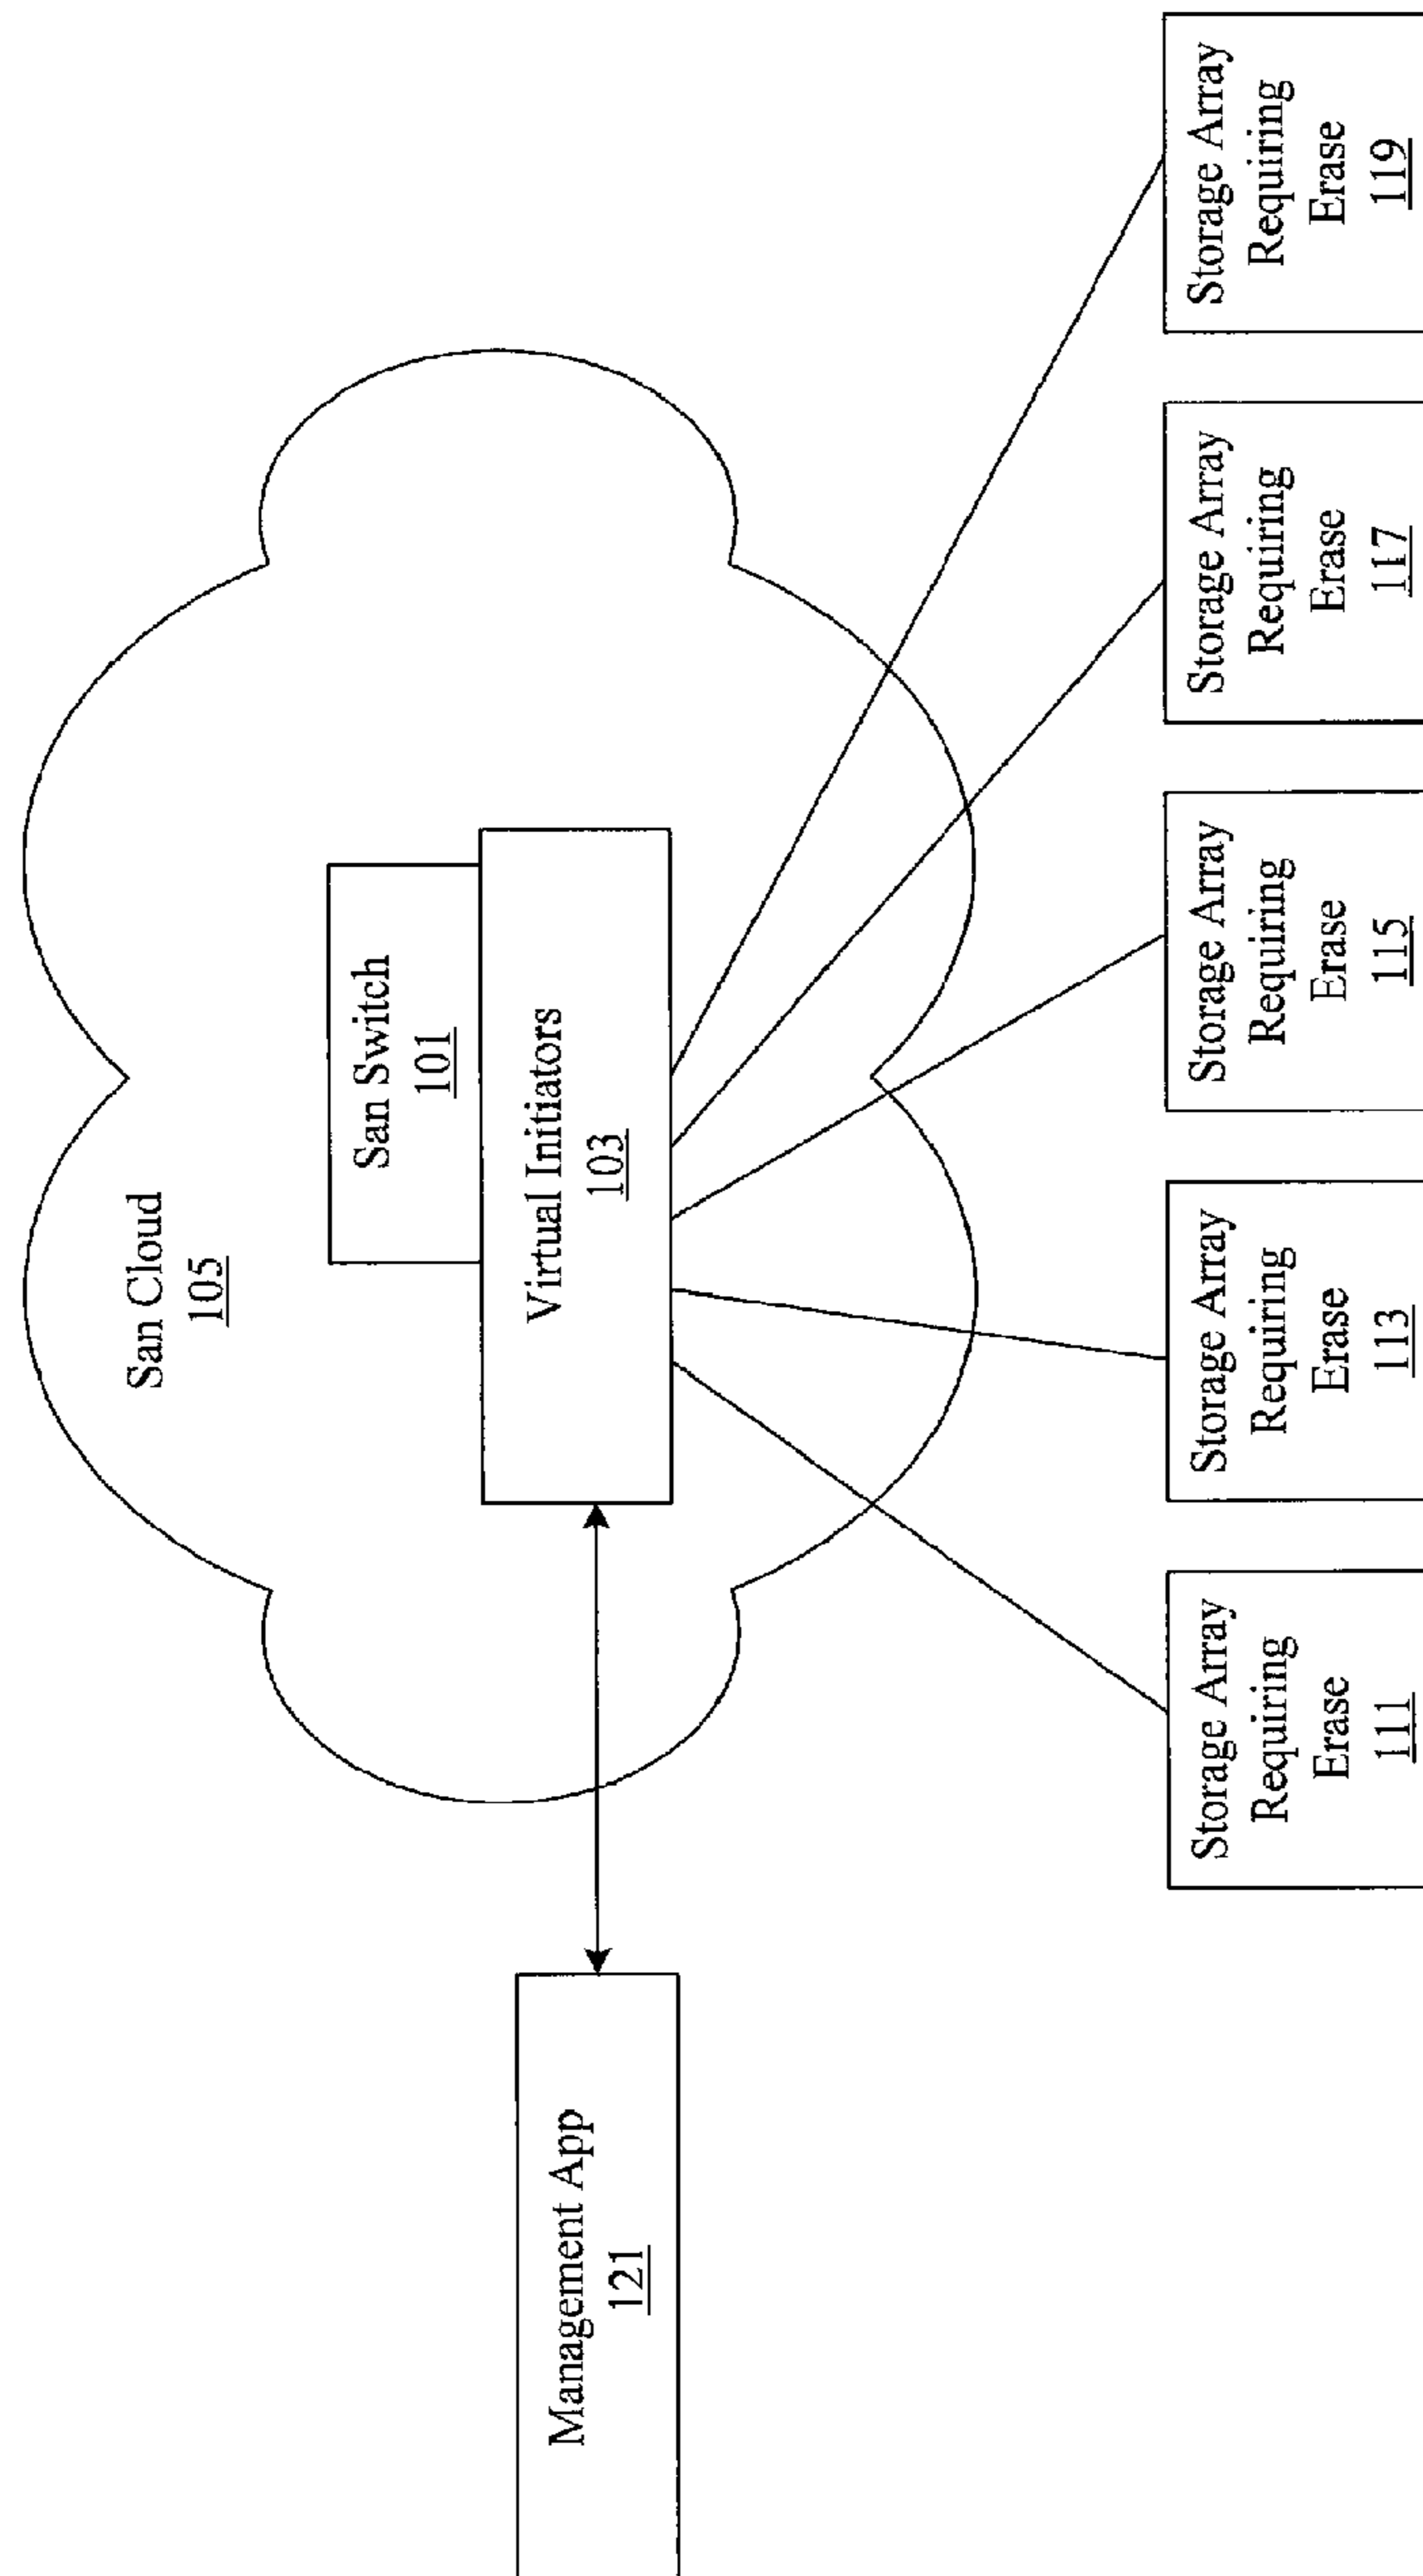 San Cloud
105
San Switch
101
Virtual Initiators
103
Management App
121
Storage Array
Requiring
Erase
111
Storage Array
Requiring
Erase
113
Storage Array
Requiring
Erase
115
Storage Array
Requiring
Erase
117
Storage Array
Requiring
Erase
119